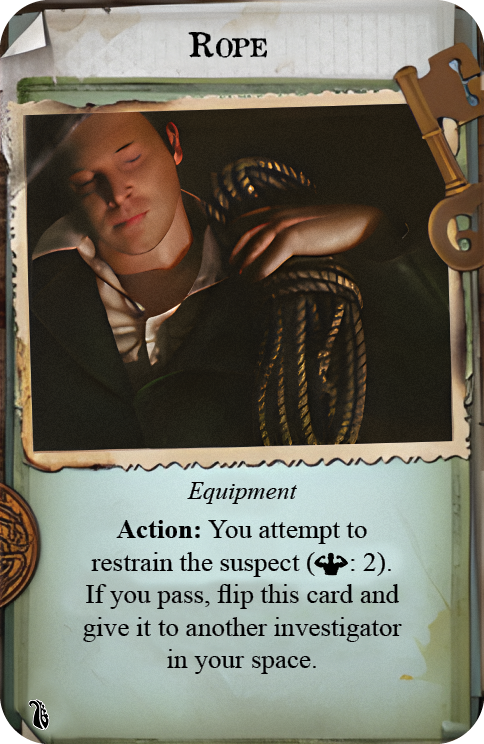 Rope
Equipment
Action: You attempt to
restrain the suspect (: 2).
If you pass, flip this card and
give it to another investigator
in your space.